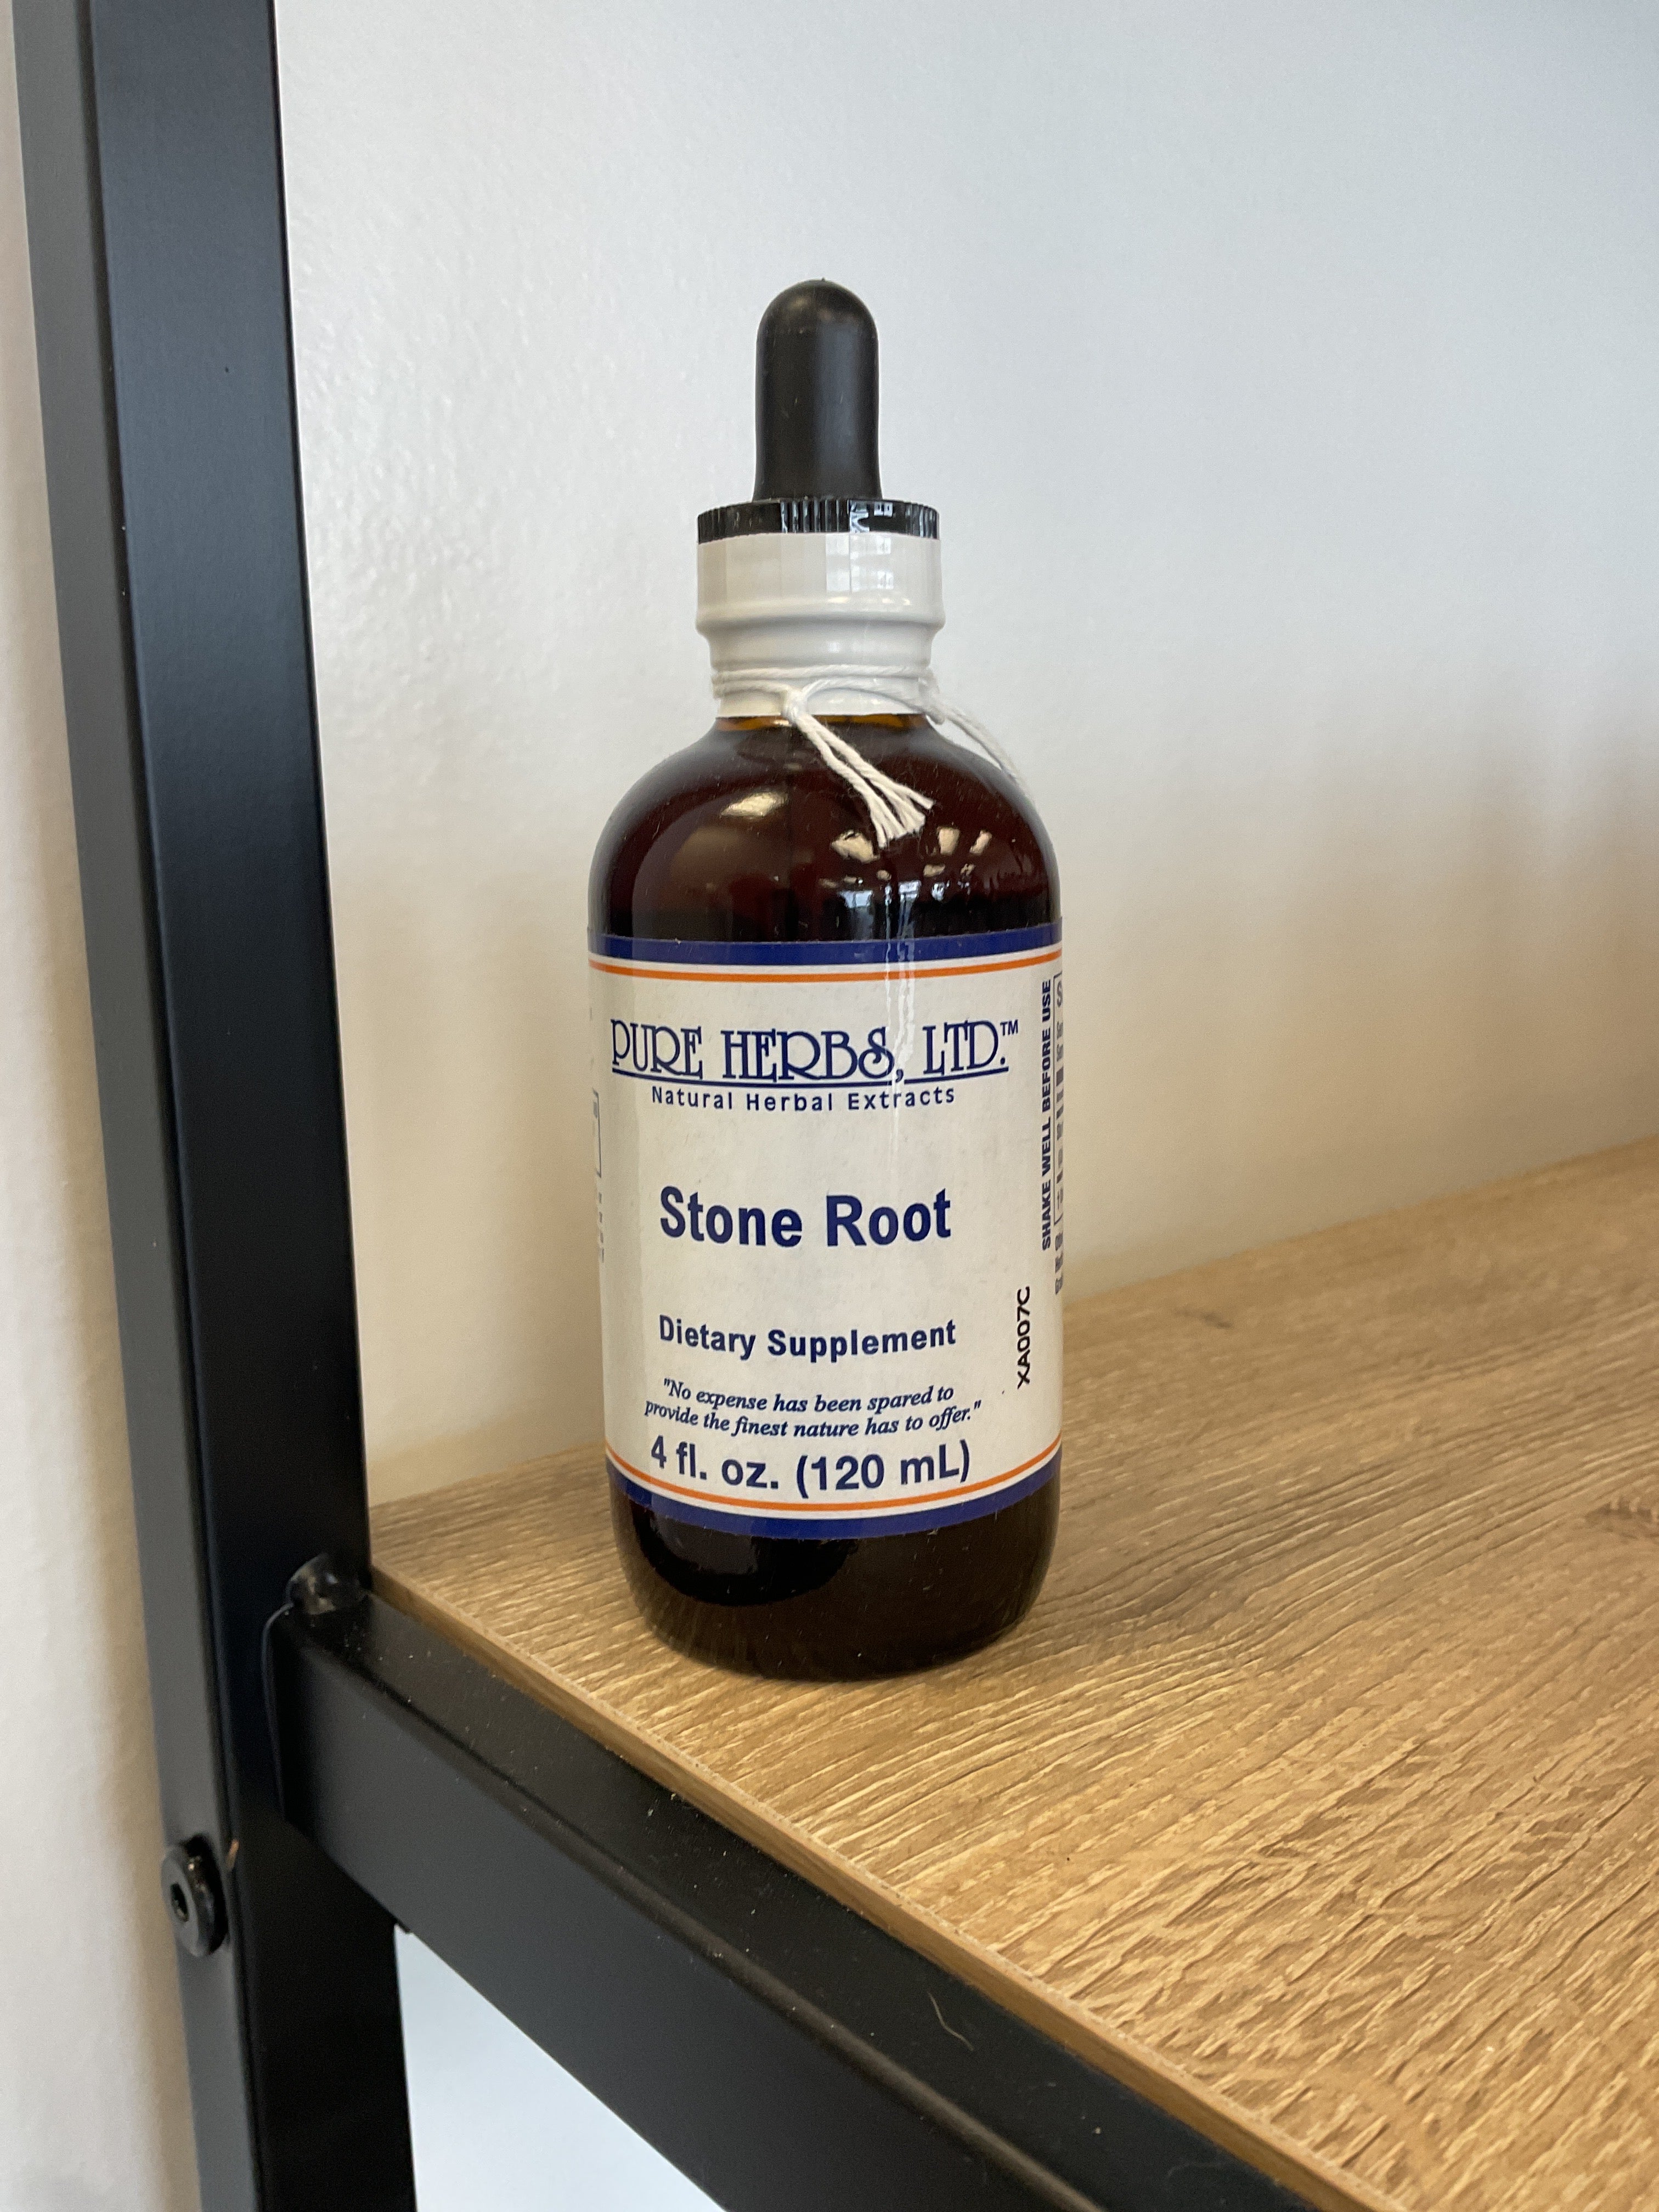 PURE HERBS, LTD.™
Natural Herbal Extracts
Stone Root
Dietary Supplement
"No expense has been spared to
provide the finest nature has to offer."
4 fl. oz. (120 mL)
XA007C
SHAKE WELL BEFORE USE